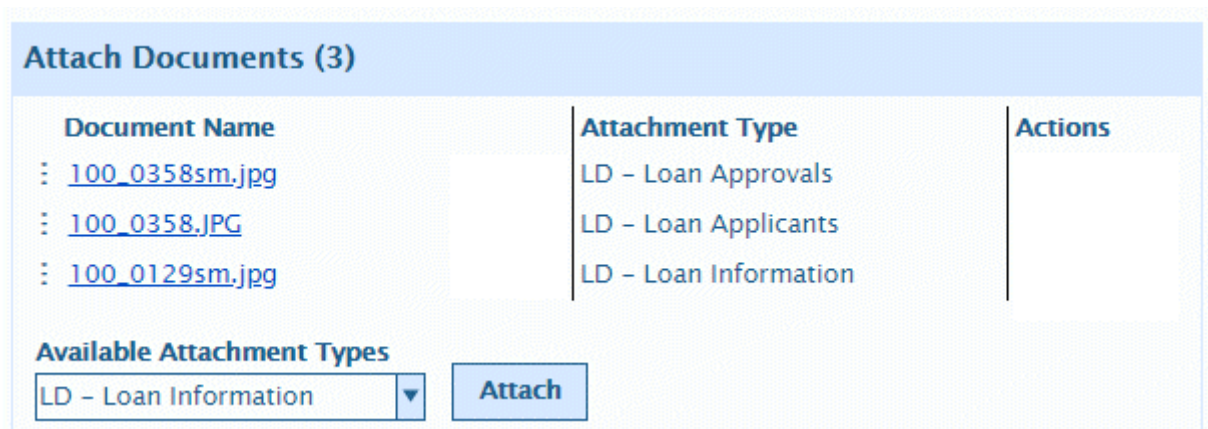 Attach Documents (3)
Document Name Attachment Type Actions
100_0358sm.jpg LD – Loan Approvals
100_0358.JPG LD – Loan Applicants
100_0129sm.jpg LD – Loan Information
Available Attachment Types
LD – Loan Information Attach